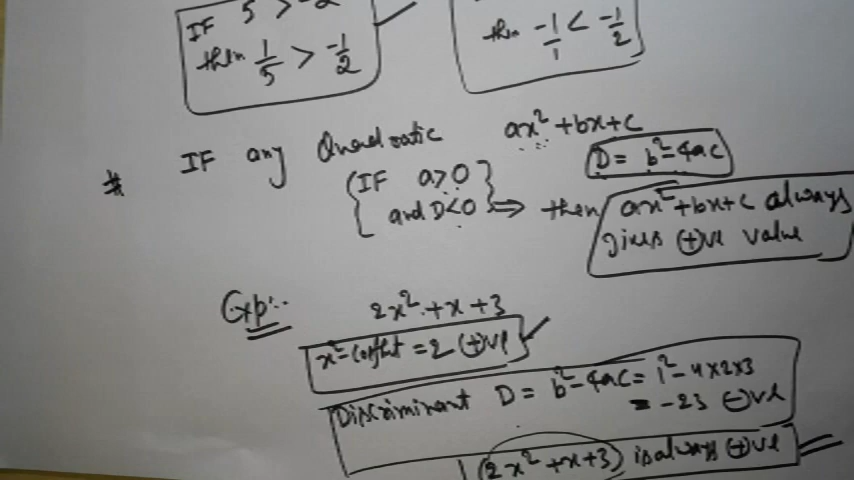 IF 5 > -2
then 1/5 > -1/2
then -1/1 < -1/2
* IF any Quadratic ax²+bx+c
D = b²-4ac
{IF a>0
and D<0} ⇒ then ax²+bx+c always
gives (+)ve value
Exp:-
2x²+x+3
x²-coffet = 2 (+)ve
Discriminant D = b²-4ac = 1²-4×2×3
= -23 (-)ve
(2x²+x+3) is always (+)ve